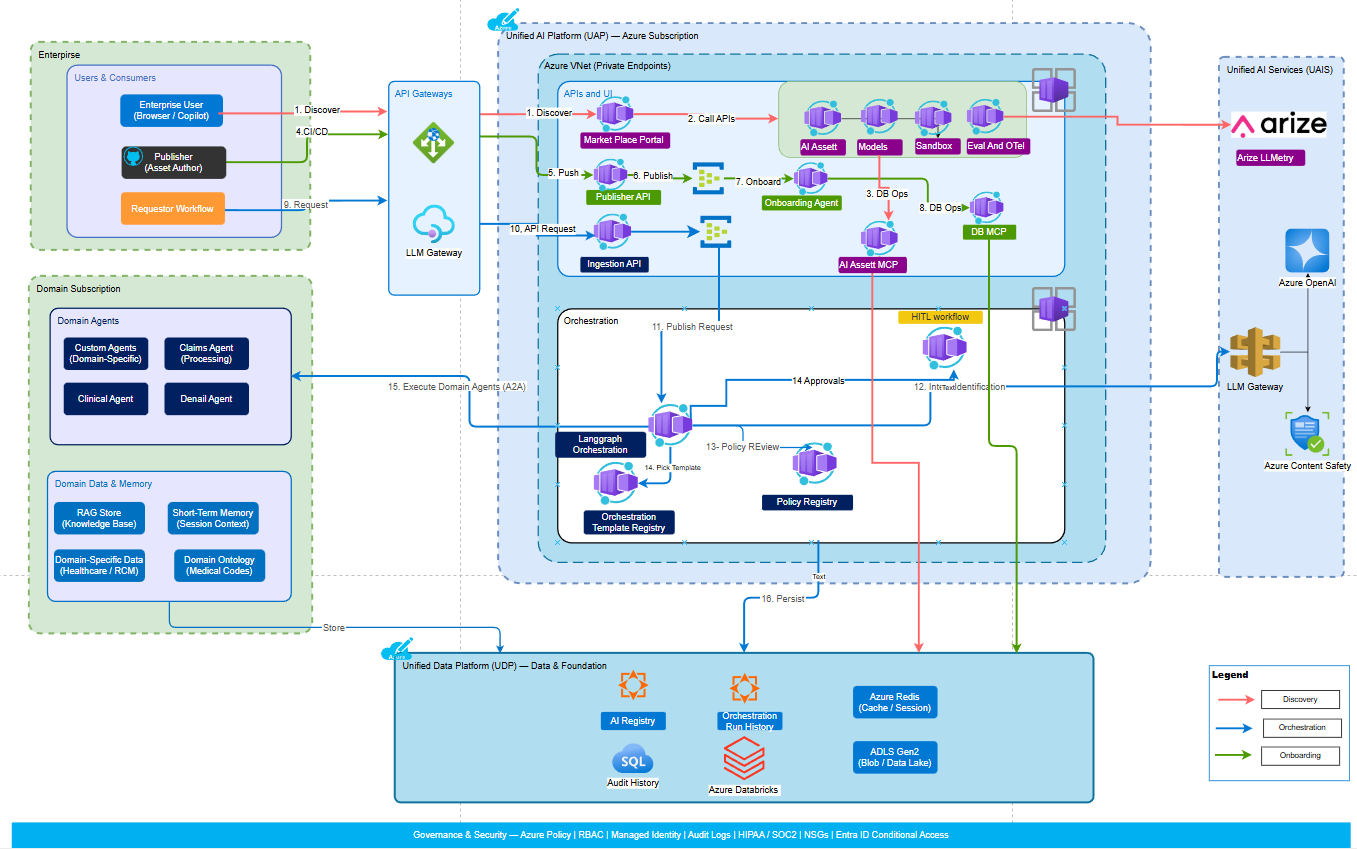 Azure
Unified AI Platform (UAP) — Azure Subscription
Enterpirse
Users & Consumers
Enterprise User
(Browser / Copilot)
Publisher
(Asset Author)
Requestor Workflow
1. Discover
4.CI/CD
9. Request
API Gateways
LLM Gateway
Azure VNet (Private Endpoints)
APIs and UI
1. Discover
Market Place Portal
2. Call APIs
AI Assett
Models
Sandbox
Eval And OTel
5. Push
6. Publish
Publisher API
7. Onboard
Onboarding Agent
3. DB Ops
8. DB Ops
DB MCP
10, API Request
Ingestion API
AI Assett MCP
Unified AI Services (UAIS)
arize
Arize LLMetry
Azure OpenAI
LLM Gateway
Azure Content Safety
Domain Subscription
Domain Agents
Custom Agents
(Domain-Specific)
Claims Agent
(Processing)
Clinical Agent
Denail Agent
Domain Data & Memory
RAG Store
(Knowledge Base)
Short-Term Memory
(Session Context)
Domain-Specific Data
(Healthcare / RCM)
Domain Ontology
(Medical Codes)
Store
Orchestration
11. Publish Request
HITL workflow
15. Execute Domain Agents (A2A)
14 Approvals
12. Intent Identification
Text
Langgraph
Orchestration
13- Policy REview
14. Pick Template
Orchestration
Template Registry
Policy Registry
Text
16. Persist
Azure
Unified Data Platform (UDP) — Data & Foundation
AI Registry
Orchestration
Run History
Azure Redis
(Cache / Session)
SQL
Audit History
Azure Databricks
ADLS Gen2
(Blob / Data Lake)
Legend
Discovery
Orchestration
Onboarding
Governance & Security — Azure Policy | RBAC | Managed Identity | Audit Logs | HIPAA / SOC2 | NSGs | Entra ID Conditional Access